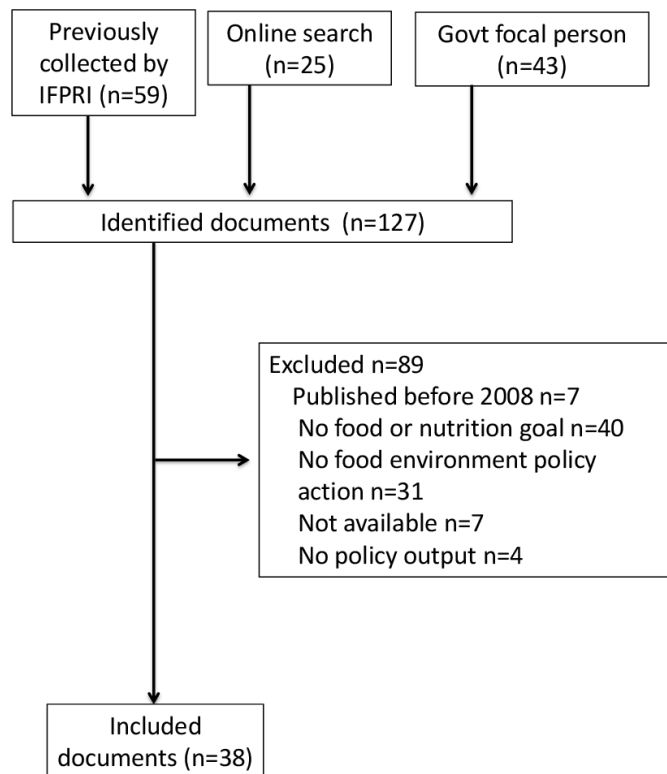 Previously
collected by
IFPRI (n=59)
Online search
(n=25)
Govt focal person
(n=43)
Identified documents (n=127)
Excluded n=89
Published before 2008 n=7
No food or nutrition goal n=40
No food environment policy
action n=31
Not available n=7
No policy output n=4
Included
documents (n=38)